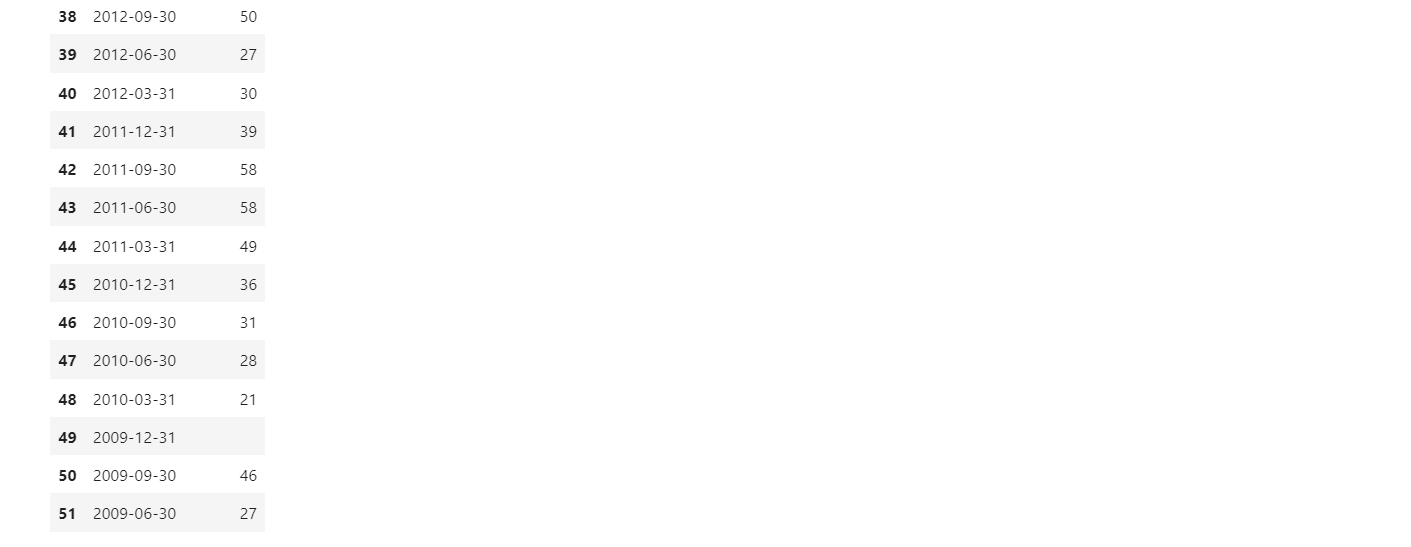 38 2012-09-30 50
39 2012-06-30 27
40 2012-03-31 30
41 2011-12-31 39
42 2011-09-30 58
43 2011-06-30 58
44 2011-03-31 49
45 2010-12-31 36
46 2010-09-30 31
47 2010-06-30 28
48 2010-03-31 21
49 2009-12-31
50 2009-09-30 46
51 2009-06-30 27